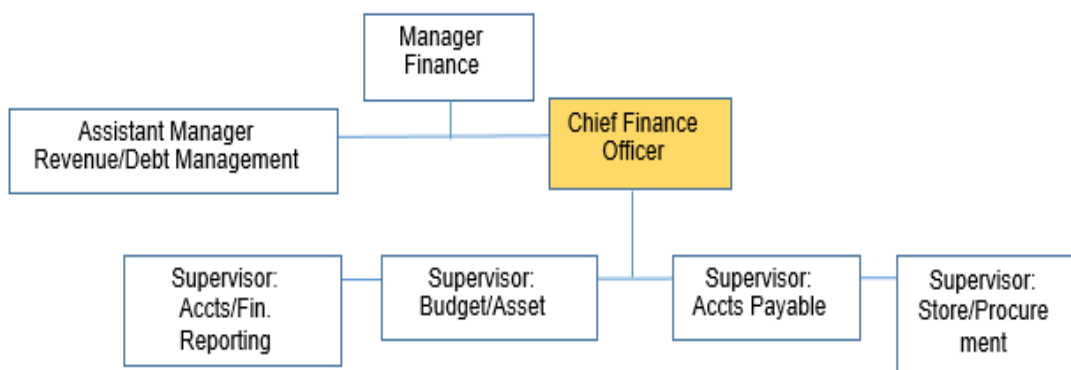 Manager
Finance
Assistant Manager
Revenue/Debt Management
Chief Finance
Officer
Supervisor:
Accts/Fin.
Reporting
Supervisor:
Budget/Asset
Supervisor:
Accts Payable
Supervisor:
Store/Procure
ment